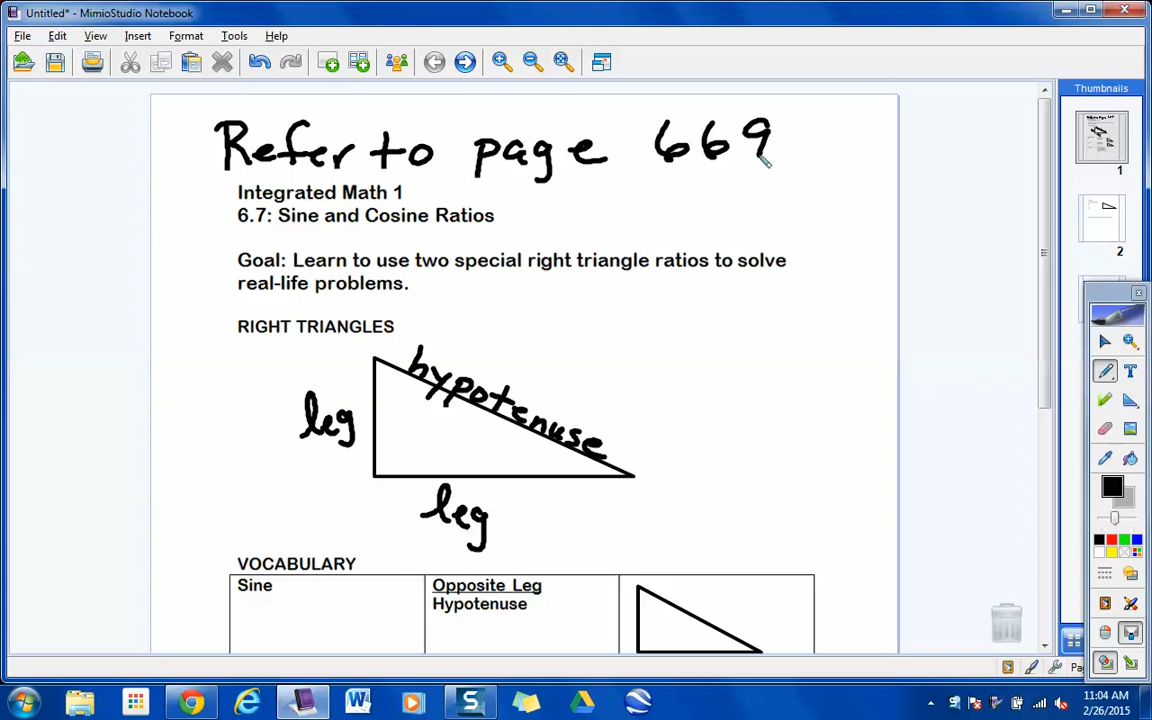 Untitled* - MimioStudio Notebook
File Edit View Insert Format Tools Help
Thumbnails
Refer to page 669
Integrated Math 1
6.7: Sine and Cosine Ratios
Goal: Learn to use two special right triangle ratios to solve
real-life problems.
RIGHT TRIANGLES
hypotenuse
leg
leg
VOCABULARY
Sine
Opposite Leg
Hypotenuse
1
2
T
11:04 AM
2/26/2015